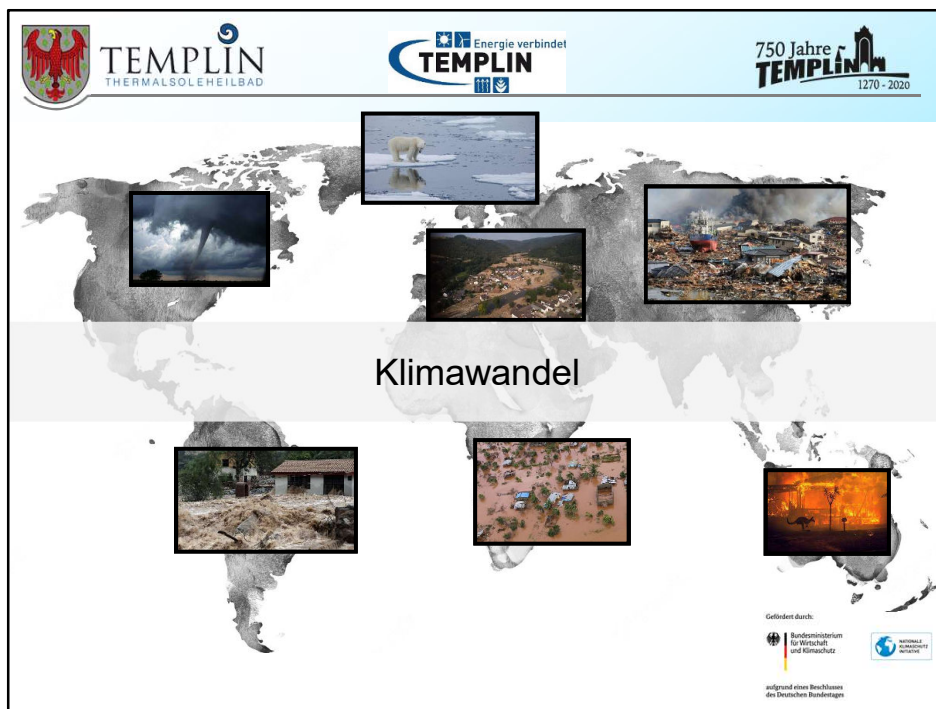 TEMPLIN
THERMALSOLEHEILBAD
Energie verbindet
TEMPLIN
750 Jahre
TEMPLIN
1270 - 2020
Klimawandel
Gefördert durch:
Bundesministerium
für Wirtschaft
und Klimaschutz
NATIONALE
KLIMASCHUTZ
INITIATIVE
aufgrund eines Beschlusses
des Deutschen Bundestages